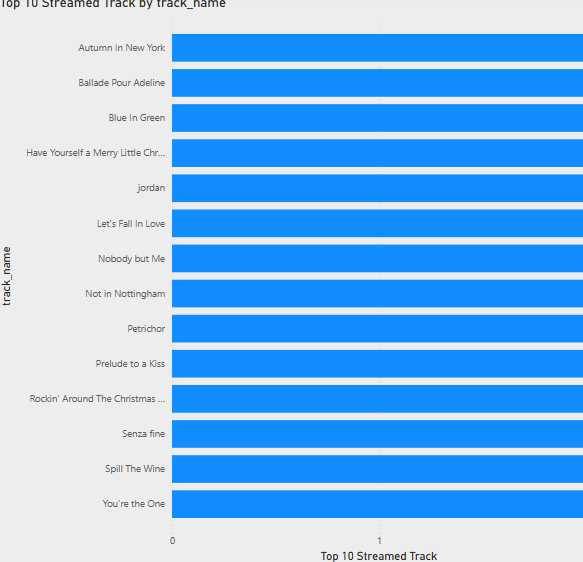 Top 10 Streamed Track by track_name
Autumn In New York
Ballade Pour Adeline
Blue In Green
Have Yourself a Merry Little Chr...
jordan
Let's Fall In Love
Nobody but Me
Not in Nottingham
Petrichor
Prelude to a Kiss
Rockin' Around The Christmas ...
Senza fine
Spill The Wine
You're the One
track_name
0
1
Top 10 Streamed Track